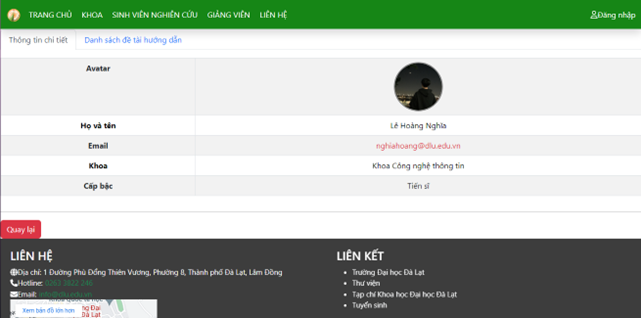 TRANG CHỦ KHOA SINH VIÊN NGHIÊN CỨU GIẢNG VIÊN LIÊN HỆ Đăng nhập
Thông tin chi tiết Danh sách đề tài hướng dẫn
Avatar
Họ và tên Lê Hoàng Nghĩa
Email nghiahoang@dlu.edu.vn
Khoa Khoa Công nghệ thông tin
Cấp bậc Tiến sĩ
Quay lại
LIÊN HỆ
Địa chỉ: 1 Đường Phù Đổng Thiên Vương, Phường 8, Thành phố Đà Lạt, Lâm Đồng
Hotline: 0263 3822 246
Email: info@dlu.edu.vn
Xem bản đồ lớn hơn
LIÊN KẾT
Trường Đại học Đà Lạt
Thư viện
Tạp chí Khoa học Đại học Đà Lạt
Tuyển sinh